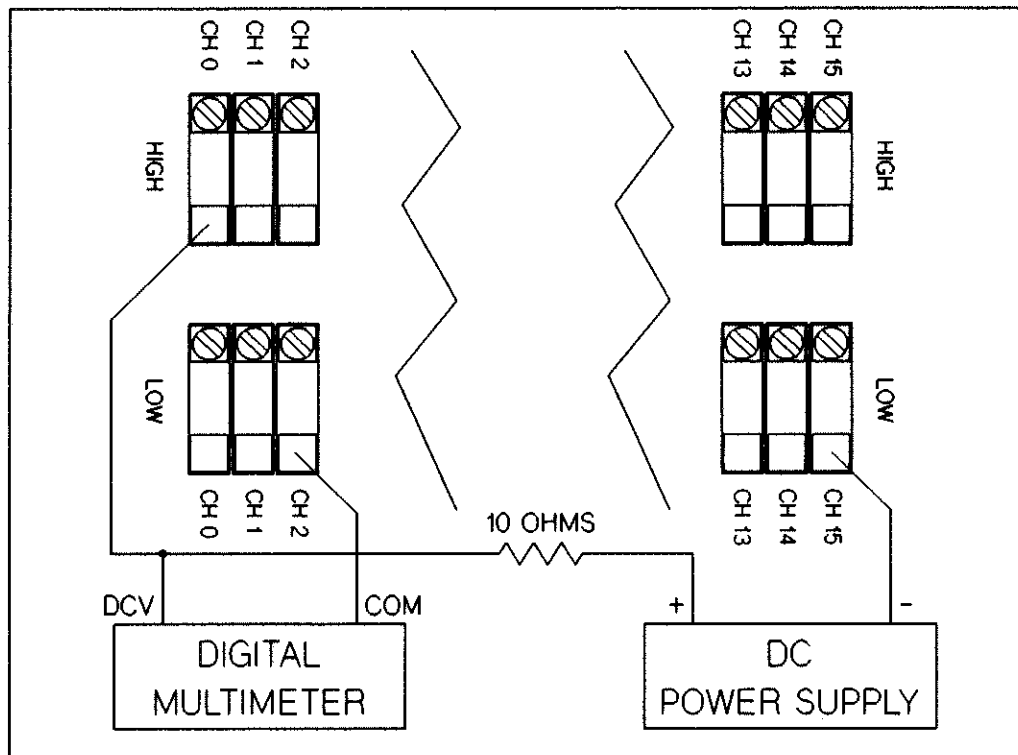 CH 0
CH 1
CH 2
CH 13
CH 14
CH 15
HIGH
HIGH
LOW
LOW
CH 0
CH 1
CH 2
CH 13
CH 14
CH 15
10 OHMS
DCV
COM
+
-
DIGITAL
MULTIMETER
DC
POWER SUPPLY